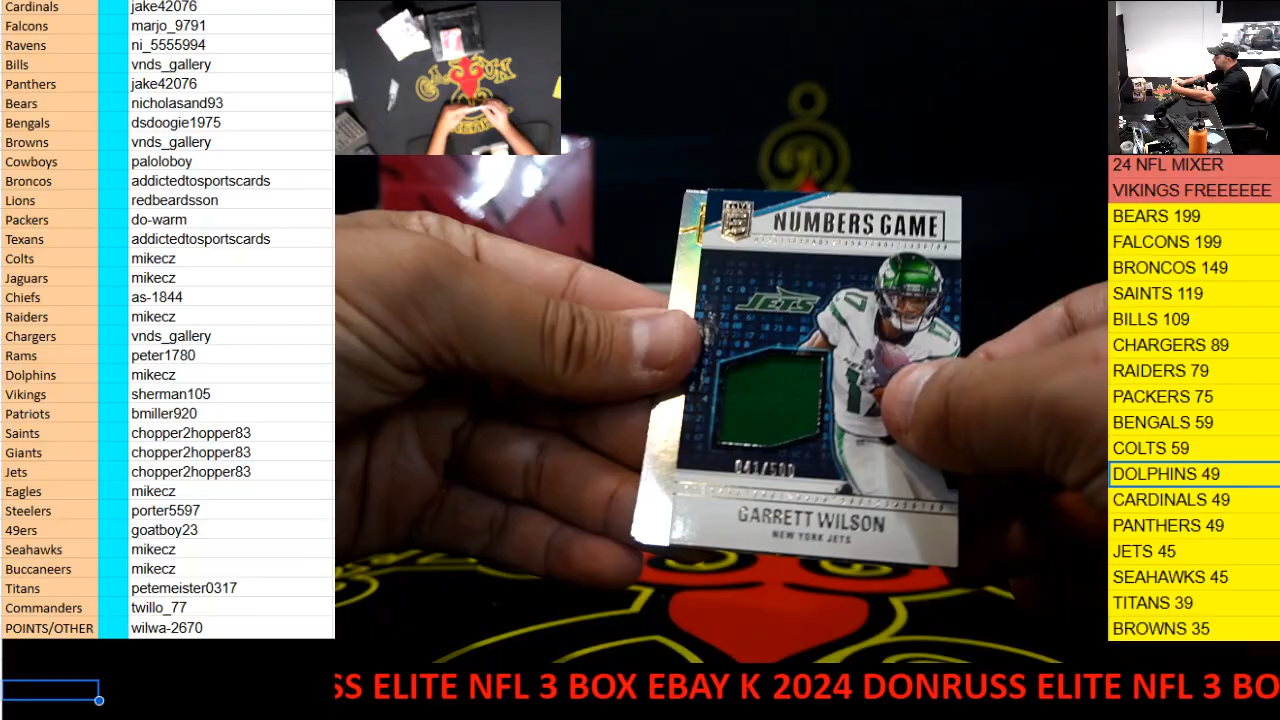 Cardinals jake42076
Falcons marjo_9791
Ravens ni_5555994
Bills vnds_gallery
Panthers jake42076
Bears nicholasand93
Bengals dsdoogie1975
Browns vnds_gallery
Cowboys paloloboy
Broncos addictedtosportscards
Lions redbeardsson
Packers do-warm
Texans addictedtosportscards
Colts mikecz
Jaguars mikecz
Chiefs as-1844
Raiders mikecz
Chargers vnds_gallery
Rams peter1780
Dolphins mikecz
Vikings sherman105
Patriots bmiller920
Saints chopper2hopper83
Giants chopper2hopper83
Jets chopper2hopper83
Eagles mikecz
Steelers porter5597
49ers goatboy23
Seahawks mikecz
Buccaneers mikecz
Titans petemeister0317
Commanders twillo_77
POINTS/OTHER wilwa-2670
NUMBERS GAME
JETS
GARRETT WILSON
NEW YORK JETS
24 NFL MIXER
VIKINGS FREEEEEE
BEARS 199
FALCONS 199
BRONCOS 149
SAINTS 119
BILLS 109
CHARGERS 89
RAIDERS 79
PACKERS 75
BENGALS 59
COLTS 59
DOLPHINS 49
CARDINALS 49
PANTHERS 49
JETS 45
SEAHAWKS 45
TITANS 39
BROWNS 35
SS ELITE NFL 3 BOX EBAY K 2024 DONRUSS ELITE NFL 3 BO